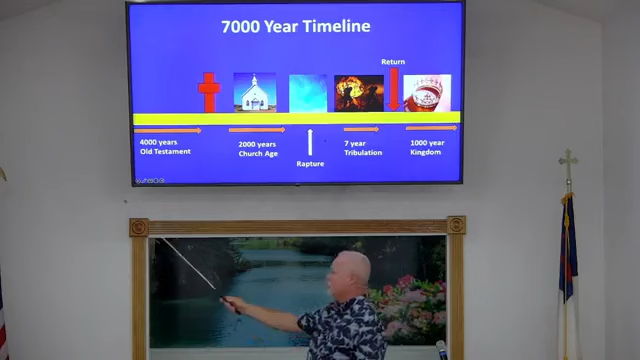 7000 Year Timeline
Return
4000 years
Old Testament
2000 years
Church Age
Rapture
7 year
Tribulation
1000 year
Kingdom